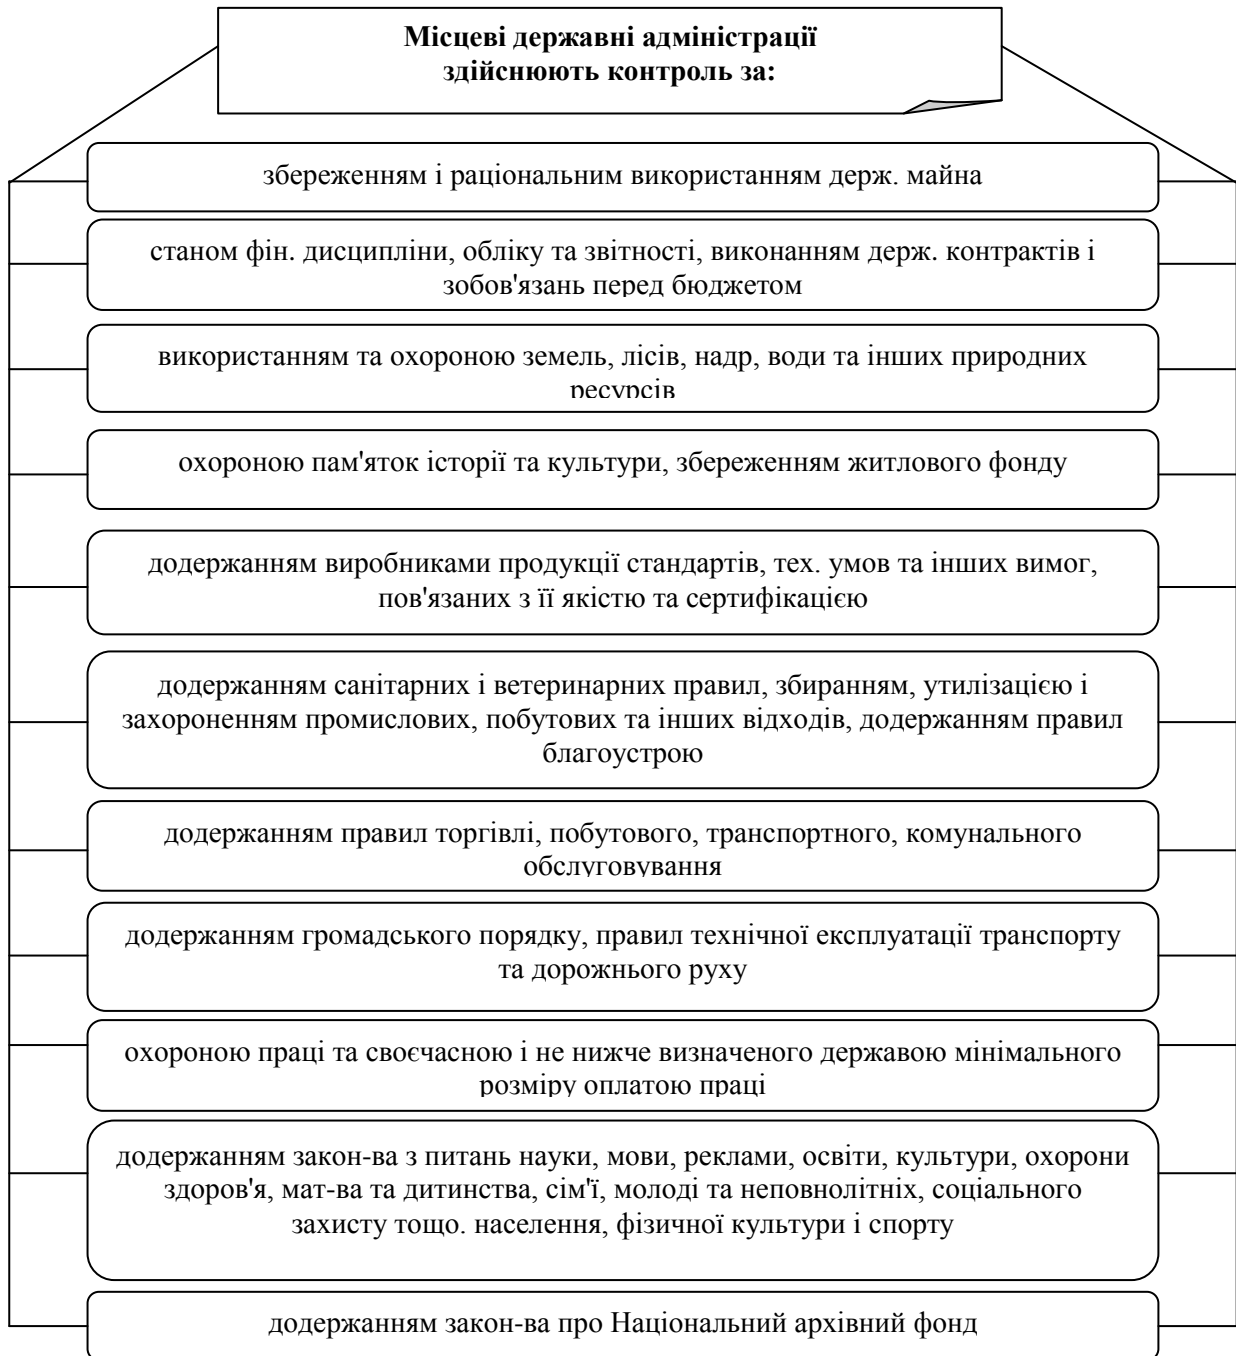 Місцеві державні адміністрації
здійснюють контроль за:
збереженням і раціональним використанням держ. майна
станом фін. дисципліни, обліку та звітності, виконанням держ. контрактів і
зобов'язань перед бюджетом
використанням та охороною земель, лісів, надр, води та інших природних
ресурсів
охороною пам'яток історії та культури, збереженням житлового фонду
додержанням виробниками продукції стандартів, тех. умов та інших вимог,
пов'язаних з її якістю та сертифікацією
додержанням санітарних і ветеринарних правил, збиранням, утилізацією і
захороненням промислових, побутових та інших відходів, додержанням правил
благоустрою
додержанням правил торгівлі, побутового, транспортного, комунального
обслуговування
додержанням громадського порядку, правил технічної експлуатації транспорту
та дорожнього руху
охороною праці та своєчасною і не нижче визначеного державою мінімального
розміру оплатою праці
додержанням закон-ва з питань науки, мови, реклами, освіти, культури, охорони
здоров'я, мат-ва та дитинства, сім'ї, молоді та неповнолітніх, соціального
захисту тощо. населення, фізичної культури і спорту
додержанням закон-ва про Національний архівний фонд